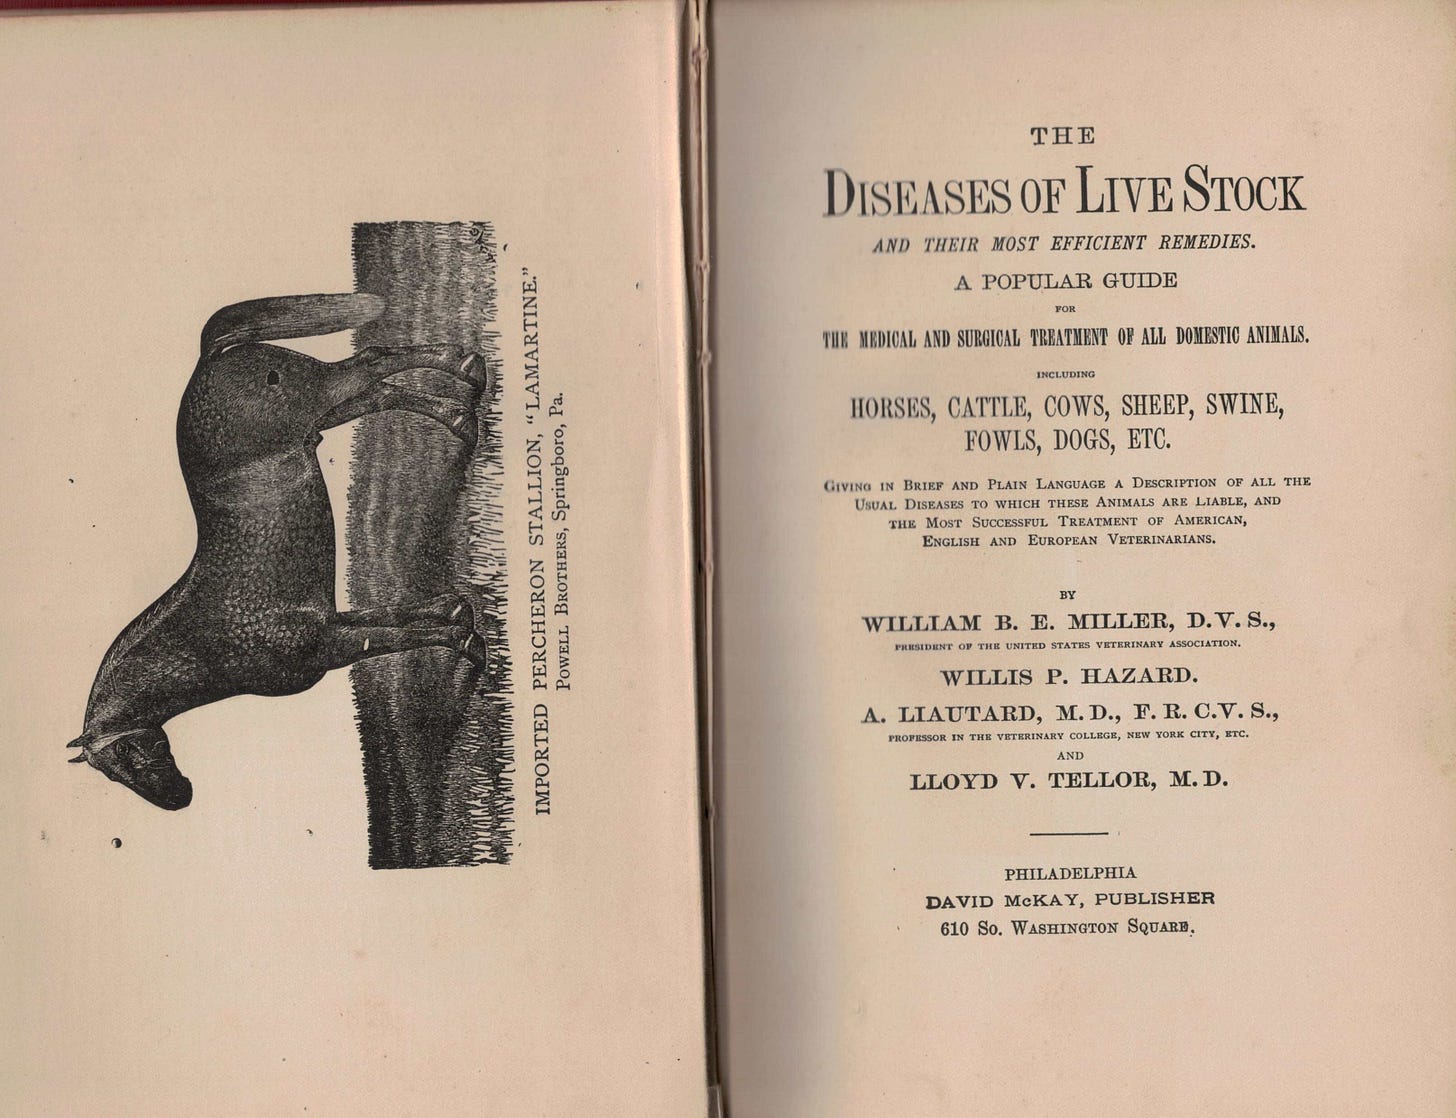 IMPORTED PERCHERON STALLION, “LAMARTINE.”
POWELL BROTHERS, Springboro, Pa.
THE
DISEASES OF LIVE STOCK
AND THEIR MOST EFFICIENT REMEDIES.
A POPULAR GUIDE
FOR
THE MEDICAL AND SURGICAL TREATMENT OF ALL DOMESTIC ANIMALS.
INCLUDING
HORSES, CATTLE, COWS, SHEEP, SWINE,
FOWLS, DOGS, ETC.
GIVING IN BRIEF AND PLAIN LANGUAGE A DESCRIPTION OF ALL THE
USUAL DISEASES TO WHICH THESE ANIMALS ARE LIABLE, AND
THE MOST SUCCESSFUL TREATMENT OF AMERICAN,
ENGLISH AND EUROPEAN VETERINARIANS.
BY
WILLIAM B. E. MILLER, D.V.S.,
PRESIDENT OF THE UNITED STATES VETERINARY ASSOCIATION.
WILLIS P. HAZARD.
A. LIAUTARD, M.D., F.R.C.V.S.,
PROFESSOR IN THE VETERINARY COLLEGE, NEW YORK CITY, ETC.
AND
LLOYD V. TELLOR, M.D.
PHILADELPHIA
DAVID McKAY, PUBLISHER
610 So. WASHINGTON SQUARE.